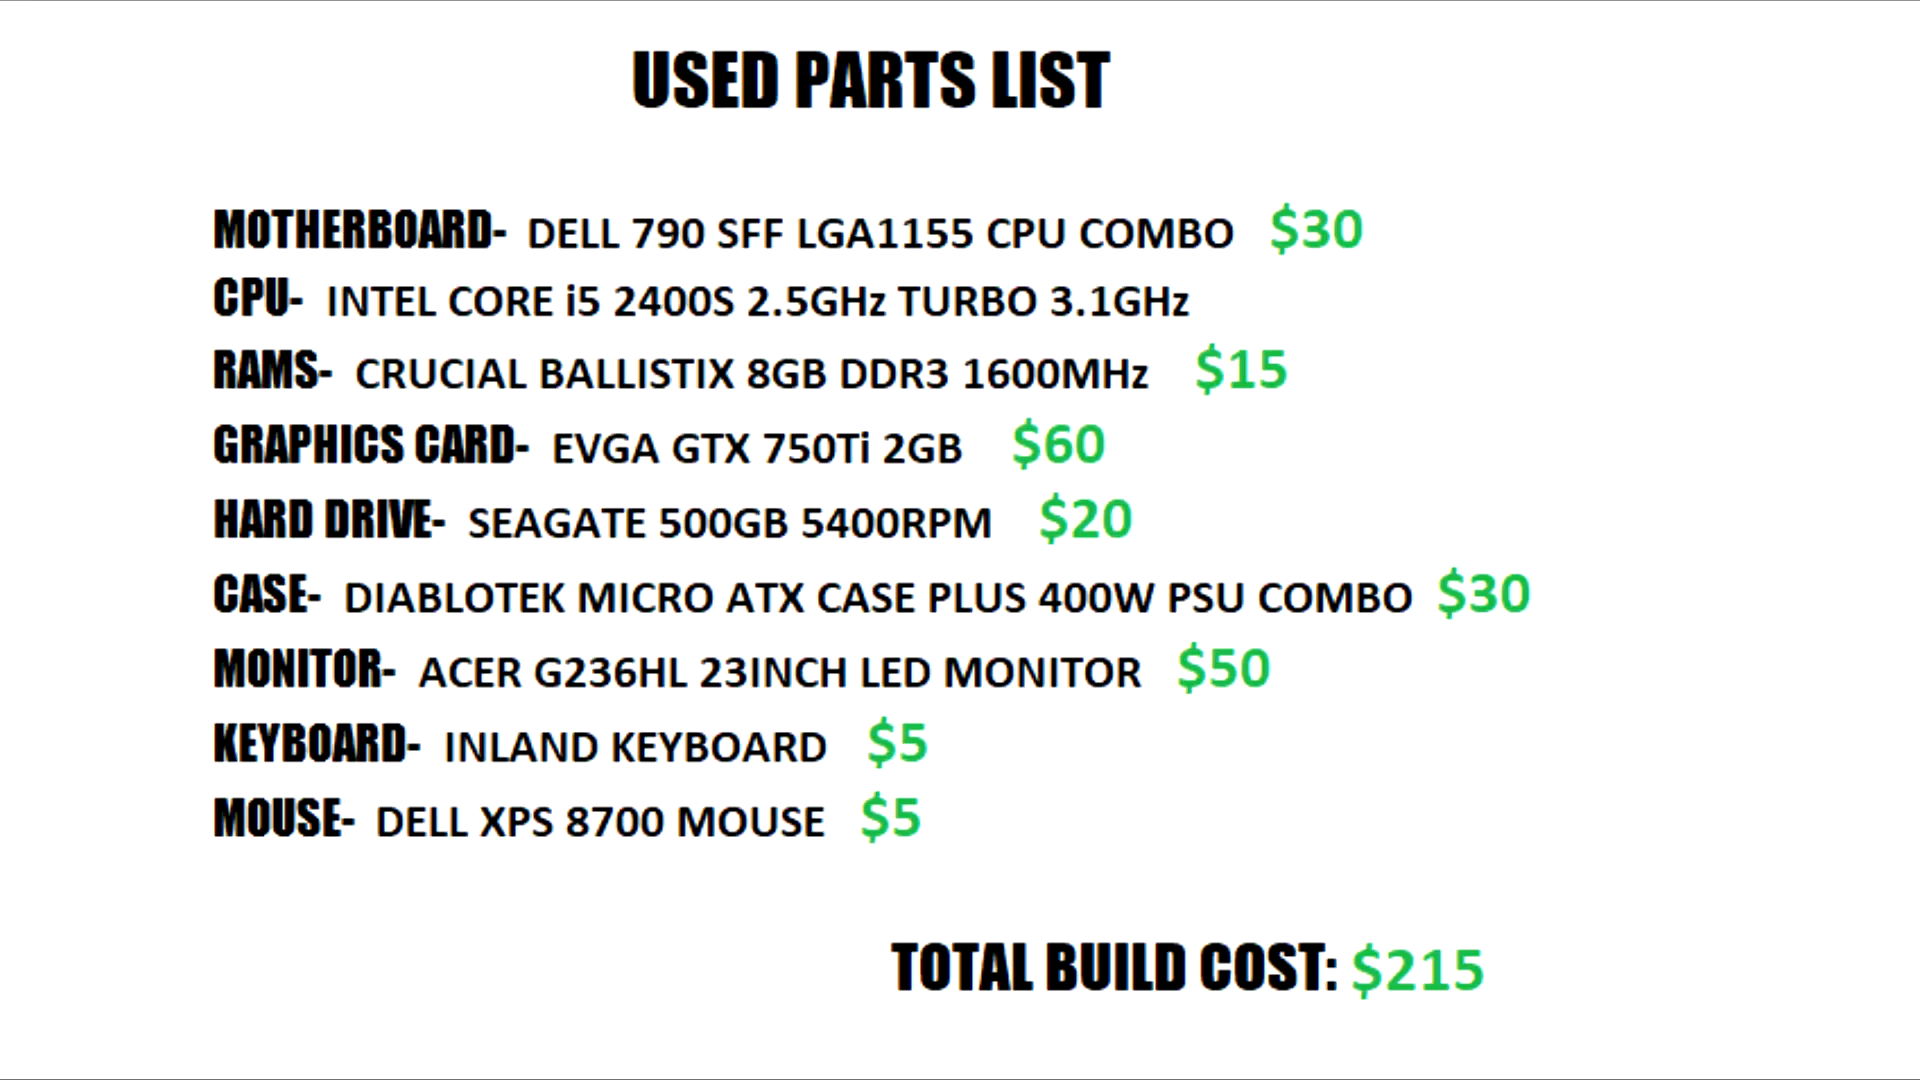 USED PARTS LIST
MOTHERBOARD- DELL 790 SFF LGA1155 CPU COMBO $30
CPU- INTEL CORE i5 2400S 2.5GHz TURBO 3.1GHz
RAMS- CRUCIAL BALLISTIX 8GB DDR3 1600MHz $15
GRAPHICS CARD- EVGA GTX 750Ti 2GB $60
HARD DRIVE- SEAGATE 500GB 5400RPM $20
CASE- DIABLOTEK MICRO ATX CASE PLUS 400W PSU COMBO $30
MONITOR- ACER G236HL 23INCH LED MONITOR $50
KEYBOARD- INLAND KEYBOARD $5
MOUSE- DELL XPS 8700 MOUSE $5
TOTAL BUILD COST: $215